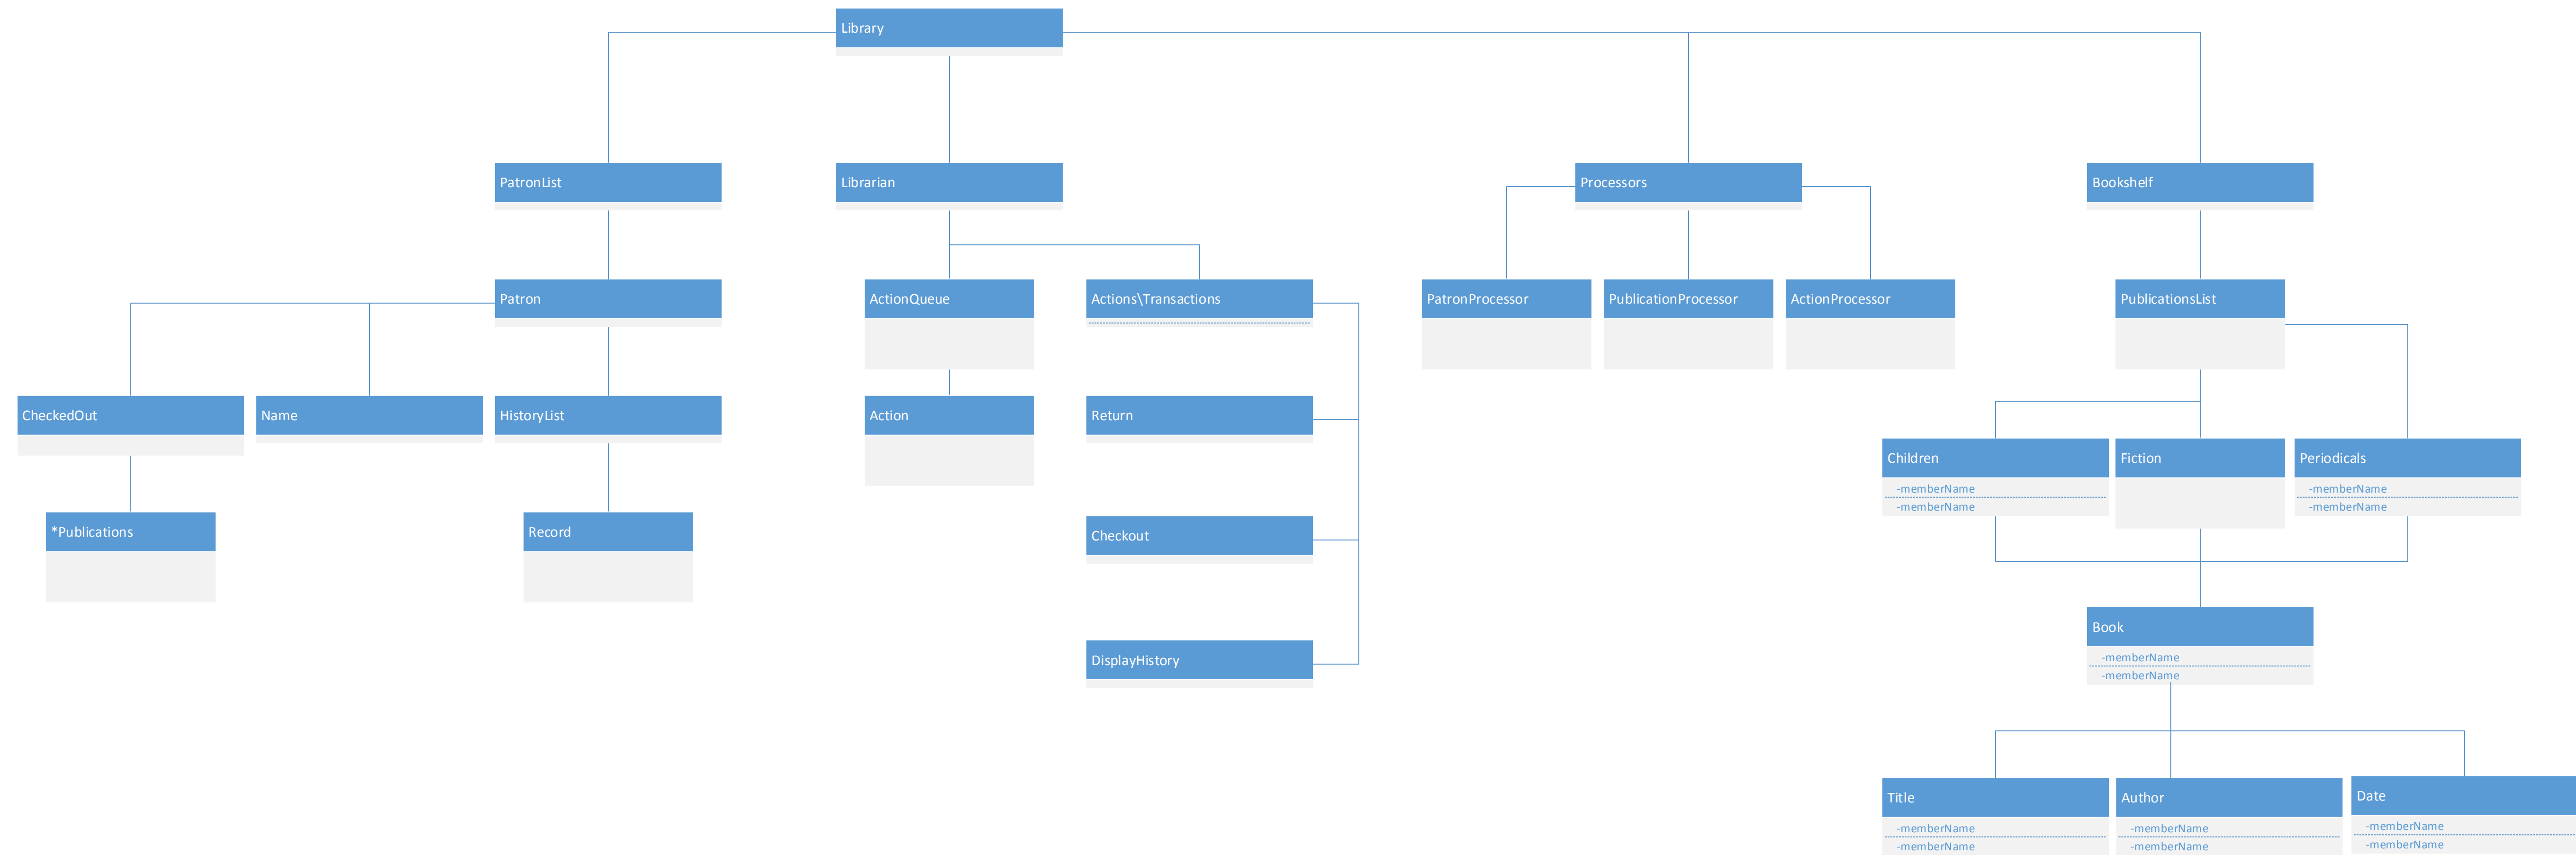 Library
PatronList
Librarian
Processors
Bookshelf
Patron
ActionQueue
Actions\Transactions
PatronProcessor
PublicationProcessor
ActionProcessor
PublicationsList
CheckedOut
Name
HistoryList
Action
Return
Children
-memberName
-memberName
Fiction
Periodicals
-memberName
-memberName
*Publications
Record
Checkout
Book
-memberName
-memberName
DisplayHistory
Title
-memberName
-memberName
Author
-memberName
-memberName
Date
-memberName
-memberName